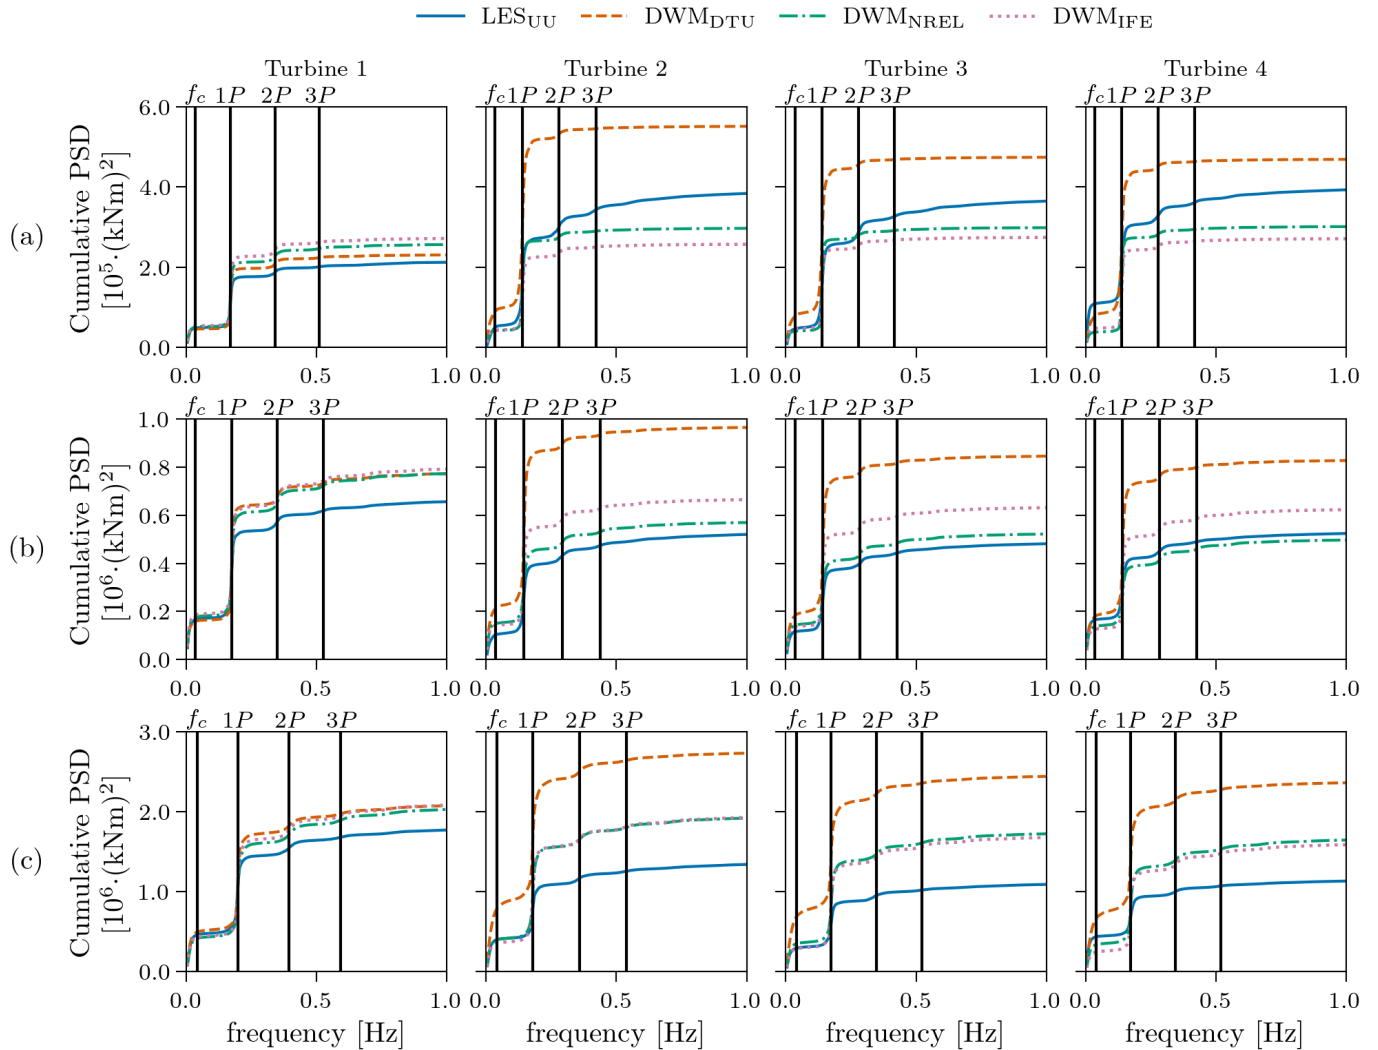 LES_UU DWM_DTU DWM_NREL DWM_IFE
Turbine 1 Turbine 2 Turbine 3 Turbine 4
f_c 1P 2P 3P f_c 1P 2P 3P f_c 1P 2P 3P f_c 1P 2P 3P
(a)
Cumulative PSD
[10^5·(kNm)^2]
6.0
4.0
2.0
0.0
0.0 0.5 1.0 0.0 0.5 1.0 0.0 0.5 1.0 0.0 0.5 1.0
f_c 1P 2P 3P f_c 1P 2P 3P f_c 1P 2P 3P f_c 1P 2P 3P
(b)
Cumulative PSD
[10^6·(kNm)^2]
1.0
0.8
0.6
0.4
0.2
0.0
0.0 0.5 1.0 0.0 0.5 1.0 0.0 0.5 1.0 0.0 0.5 1.0
f_c 1P 2P 3P f_c 1P 2P 3P f_c 1P 2P 3P f_c 1P 2P 3P
(c)
Cumulative PSD
[10^6·(kNm)^2]
3.0
2.0
1.0
0.0
0.0 0.5 1.0 0.0 0.5 1.0 0.0 0.5 1.0 0.0 0.5 1.0
frequency [Hz] frequency [Hz] frequency [Hz] frequency [Hz]